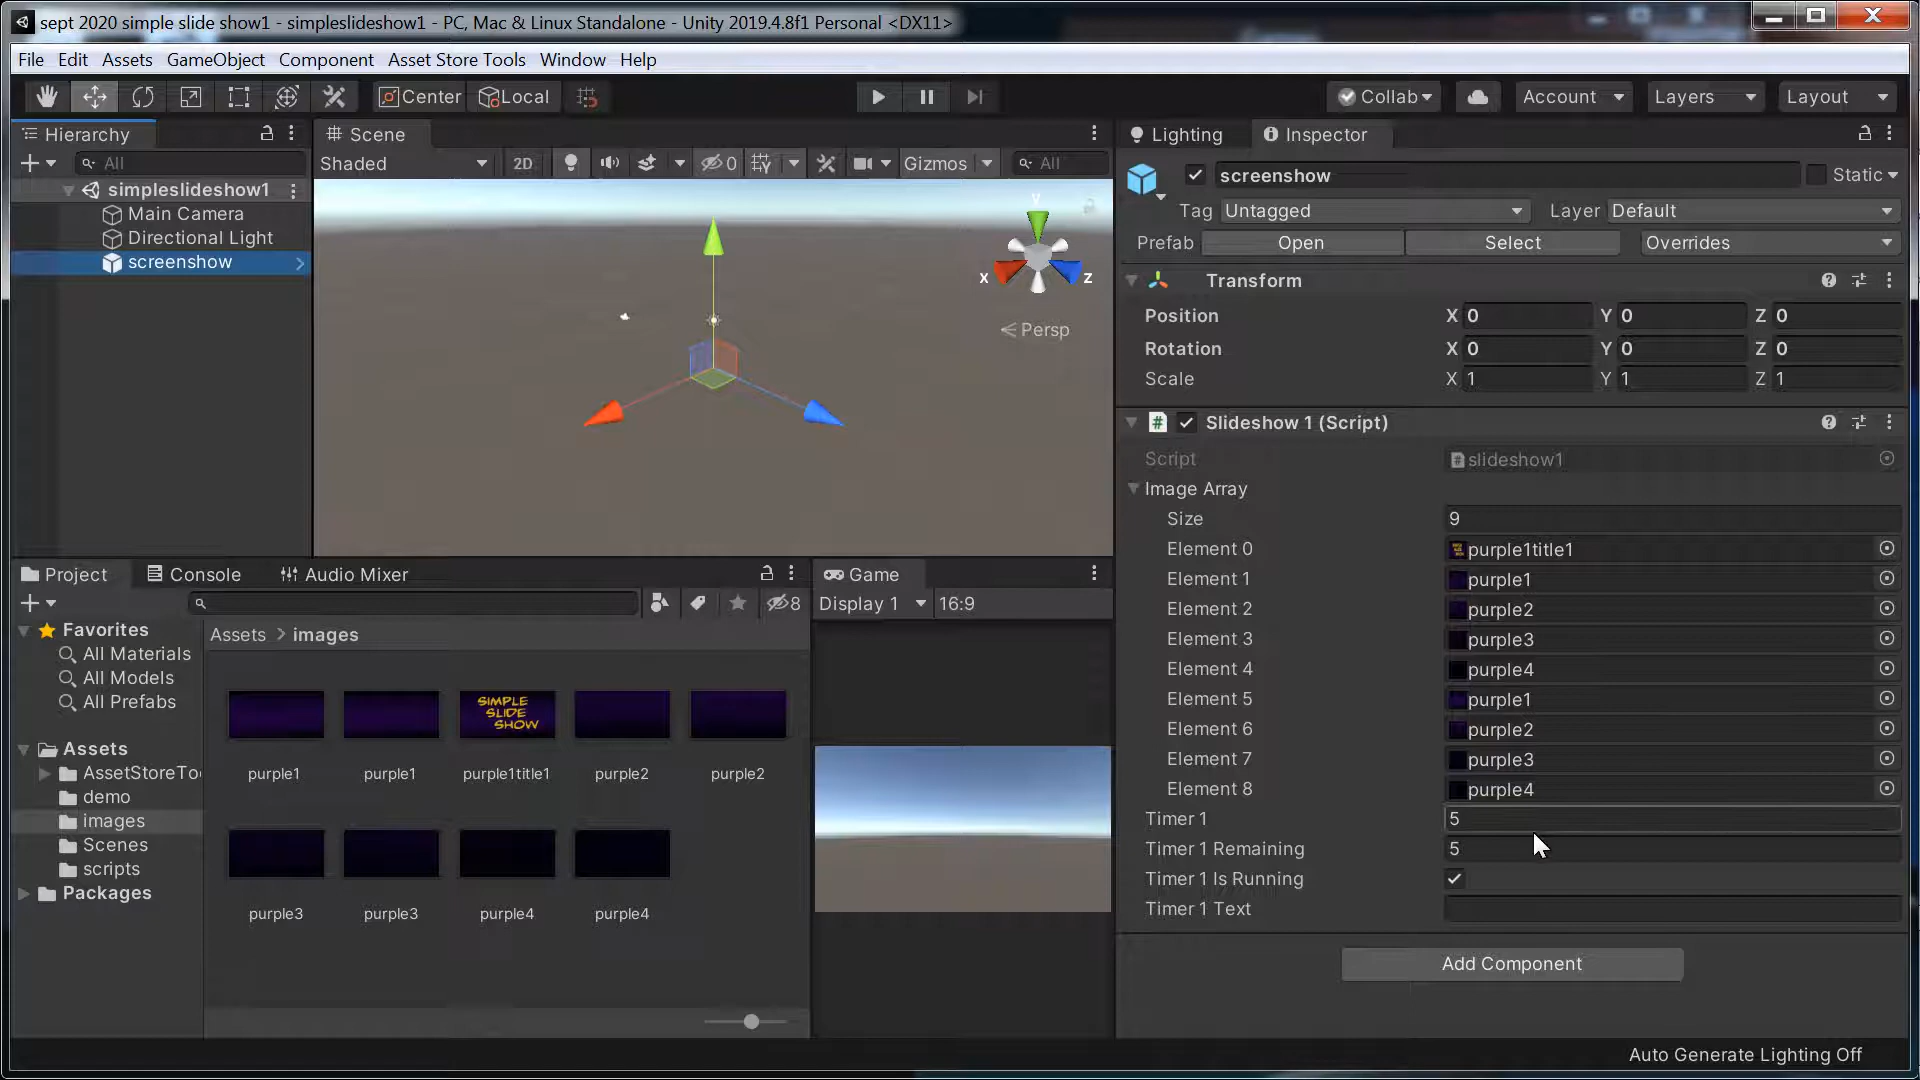 sept 2020 simple slide show1 - simpleslideshow1 - PC, Mac & Linux Standalone - Unity 2019.4.8f1 Personal <DX11>
File Edit Assets GameObject Component Asset Store Tools Window Help
Center Local Collab Account Layers Layout
Hierarchy
All
simpleslideshow1
Main Camera
Directional Light
screenshow
Scene
Shaded 2D 0 Gizmos All
y
x z
Persp
Lighting Inspector
screenshow Static
Tag Untagged Layer Default
Prefab Open Select Overrides
Transform
Position X 0 Y 0 Z 0
Rotation X 0 Y 0 Z 0
Scale X 1 Y 1 Z 1
Slideshow 1 (Script)
Script slideshow1
Image Array
Size 9
Element 0 purple1title1
Element 1 purple1
Element 2 purple2
Element 3 purple3
Element 4 purple4
Element 5 purple1
Element 6 purple2
Element 7 purple3
Element 8 purple4
Timer 1 5
Timer 1 Remaining 5
Timer 1 Is Running
Timer 1 Text
Add Component
Project Console Audio Mixer
8
Favorites
All Materials
All Models
All Prefabs
Assets
AssetStoreToo
demo
images
Scenes
scripts
Packages
Assets > images
SIMPLE
SLIDE
SHOW
purple1 purple1 purple1title1 purple2 purple2
purple3 purple3 purple4 purple4
Game
Display 1 16:9
Auto Generate Lighting Off